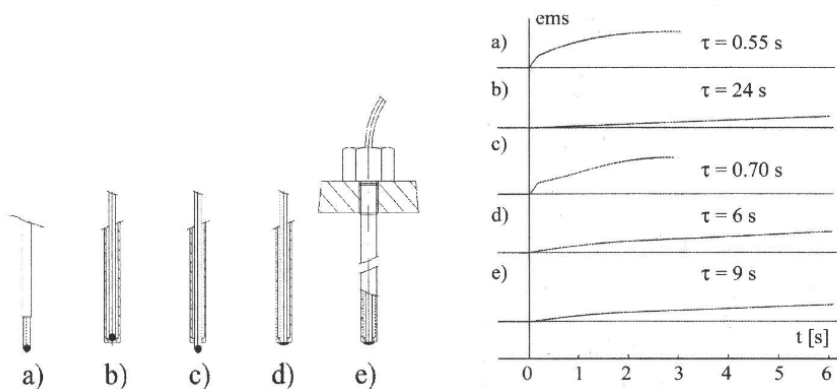 ems
a)
τ = 0.55 s
b)
τ = 24 s
c)
τ = 0.70 s
d)
τ = 6 s
e)
τ = 9 s
t [s]
0 1 2 3 4 5 6
a) b) c) d) e)